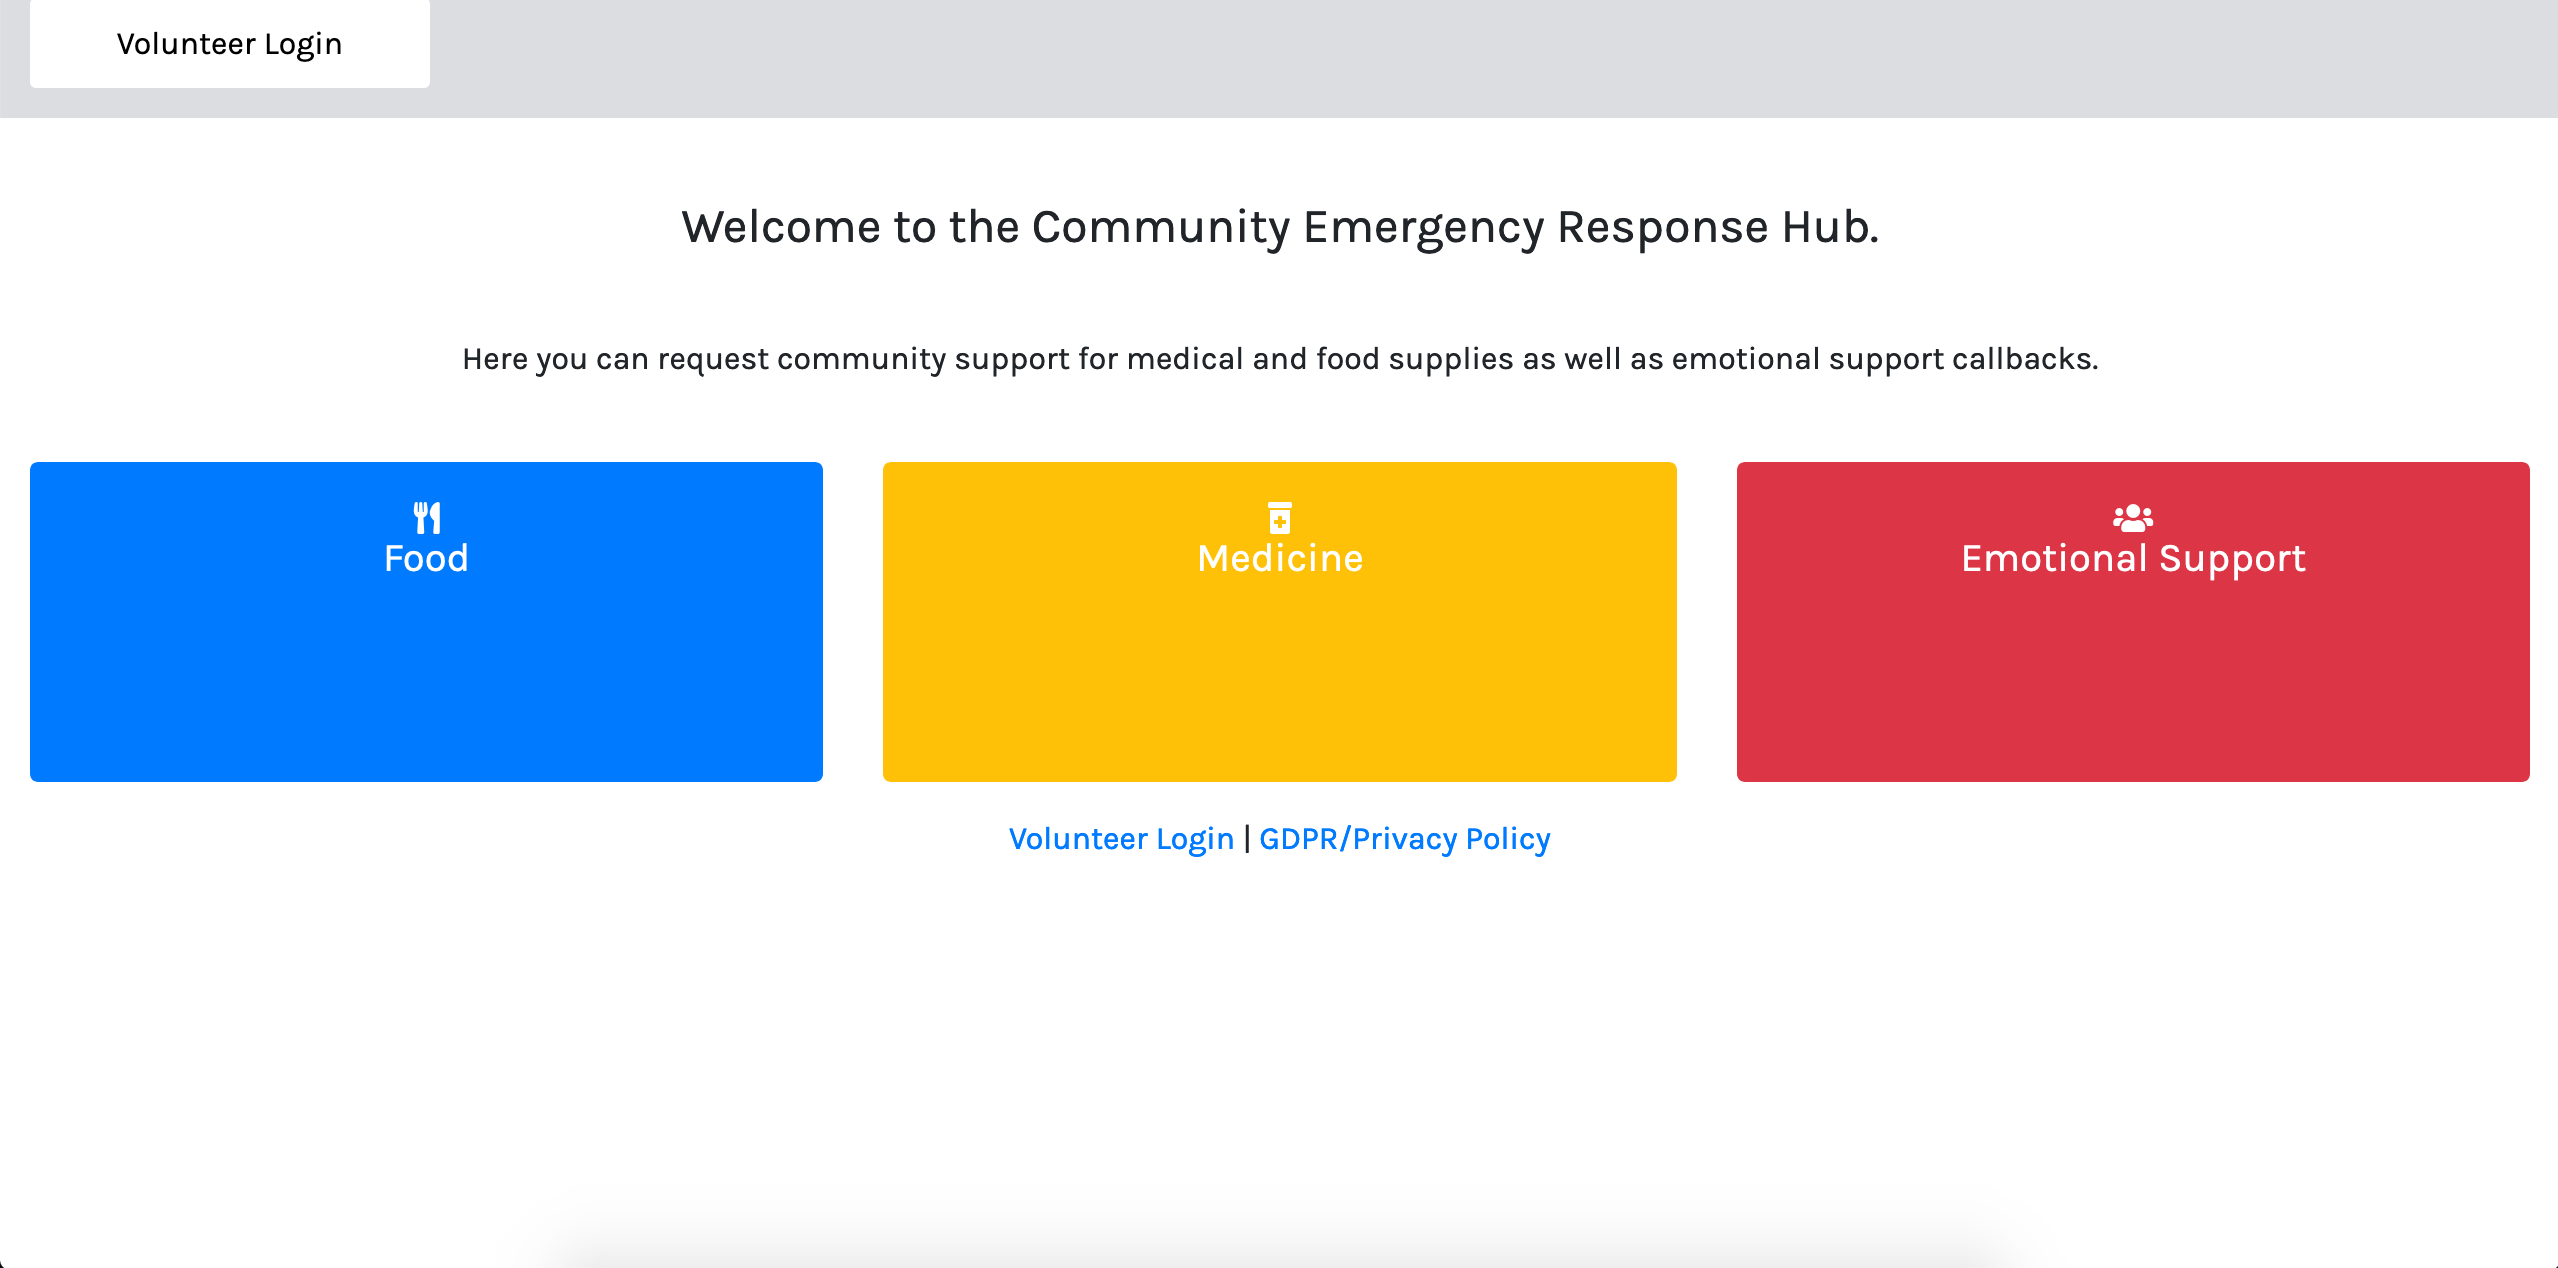 Volunteer Login
Welcome to the Community Emergency Response Hub.
Here you can request community support for medical and food supplies as well as emotional support callbacks.
Food
Medicine
Emotional Support
Volunteer Login | GDPR/Privacy Policy